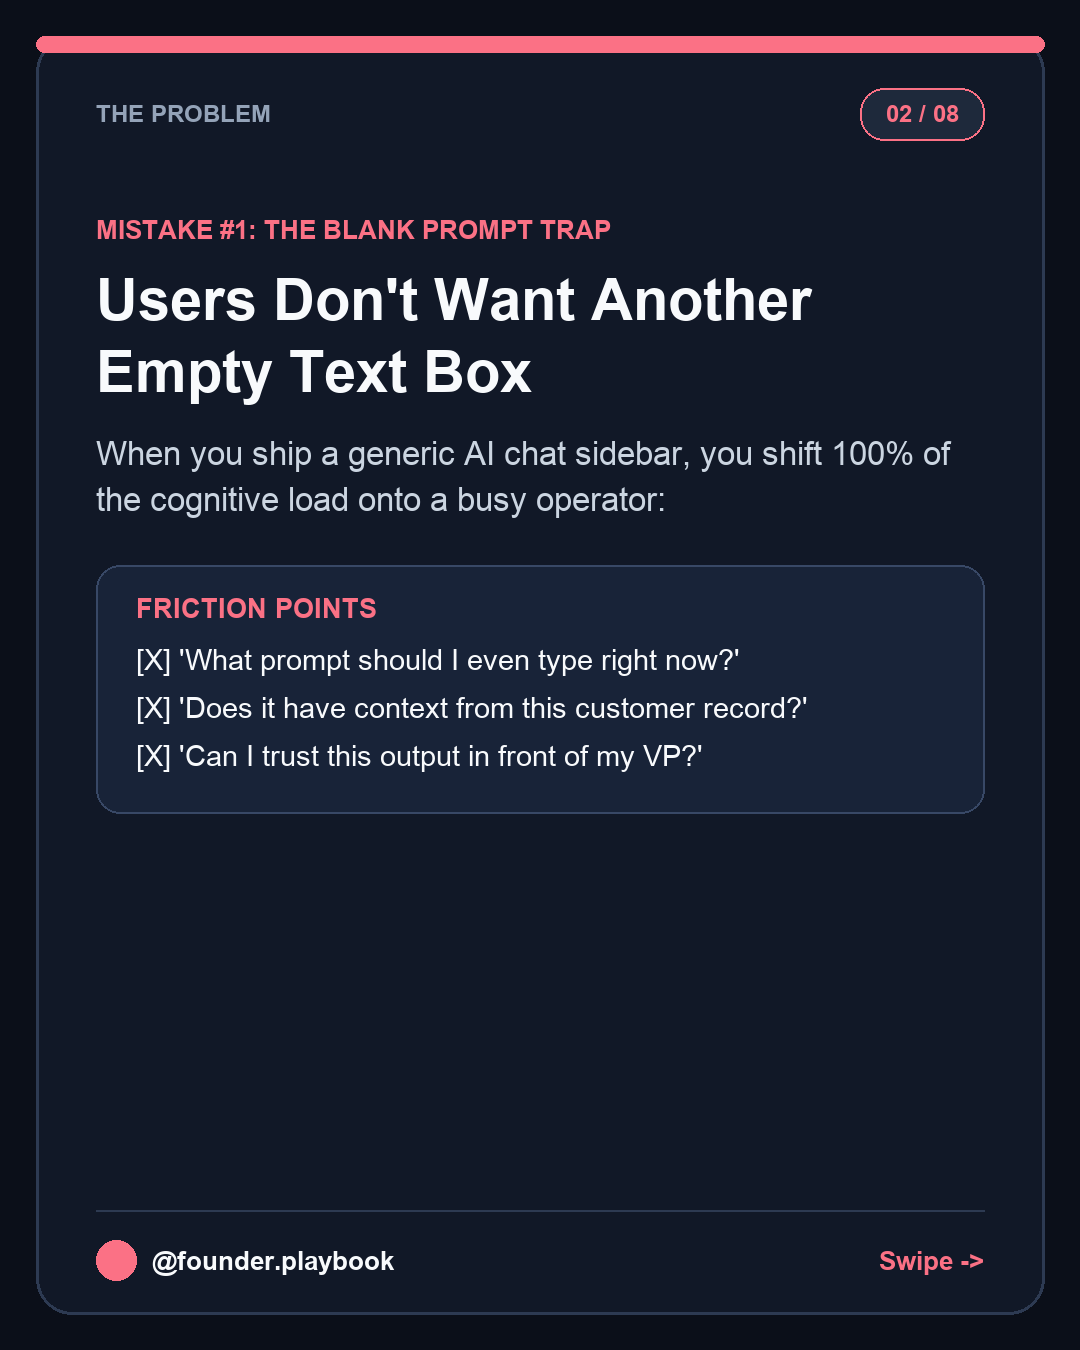 THE PROBLEM
02 / 08
MISTAKE #1: THE BLANK PROMPT TRAP
Users Don't Want Another
Empty Text Box
When you ship a generic AI chat sidebar, you shift 100% of
the cognitive load onto a busy operator:
FRICTION POINTS
[X] 'What prompt should I even type right now?'
[X] 'Does it have context from this customer record?'
[X] 'Can I trust this output in front of my VP?'
@founder.playbook
Swipe ->